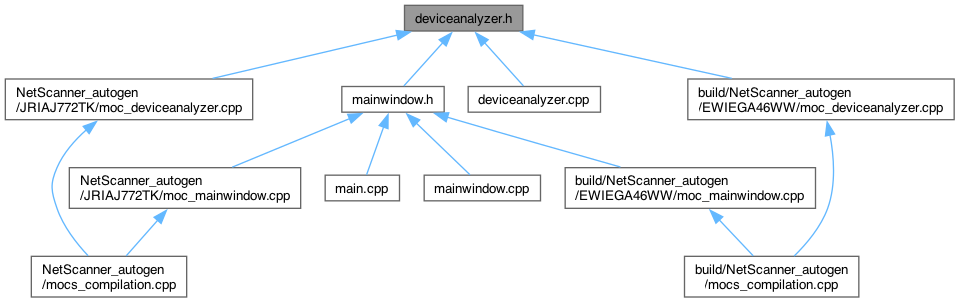 deviceanalyzer.h
NetScanner_autogen
/JRIAJ772TK/moc_deviceanalyzer.cpp
mainwindow.h
deviceanalyzer.cpp
build/NetScanner_autogen
/EWIEGA46WW/moc_deviceanalyzer.cpp
NetScanner_autogen
/JRIAJ772TK/moc_mainwindow.cpp
main.cpp
mainwindow.cpp
build/NetScanner_autogen
/EWIEGA46WW/moc_mainwindow.cpp
NetScanner_autogen
/mocs_compilation.cpp
build/NetScanner_autogen
/mocs_compilation.cpp